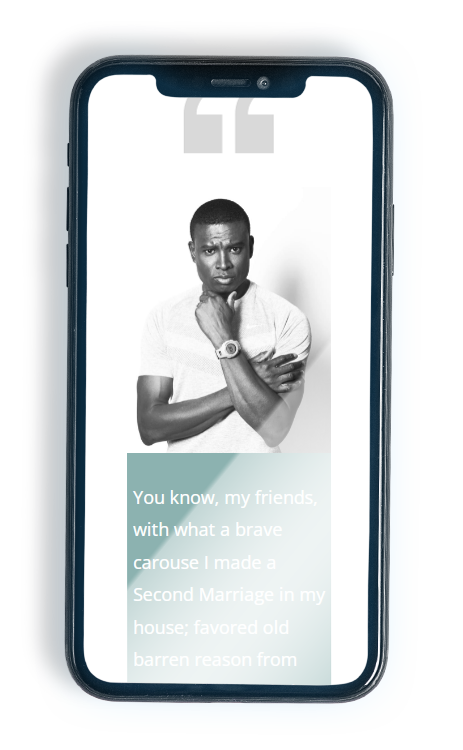 “
You know, my friends,
with what a brave
carouse I made a
Second Marriage in my
house; favored old
barren reason from